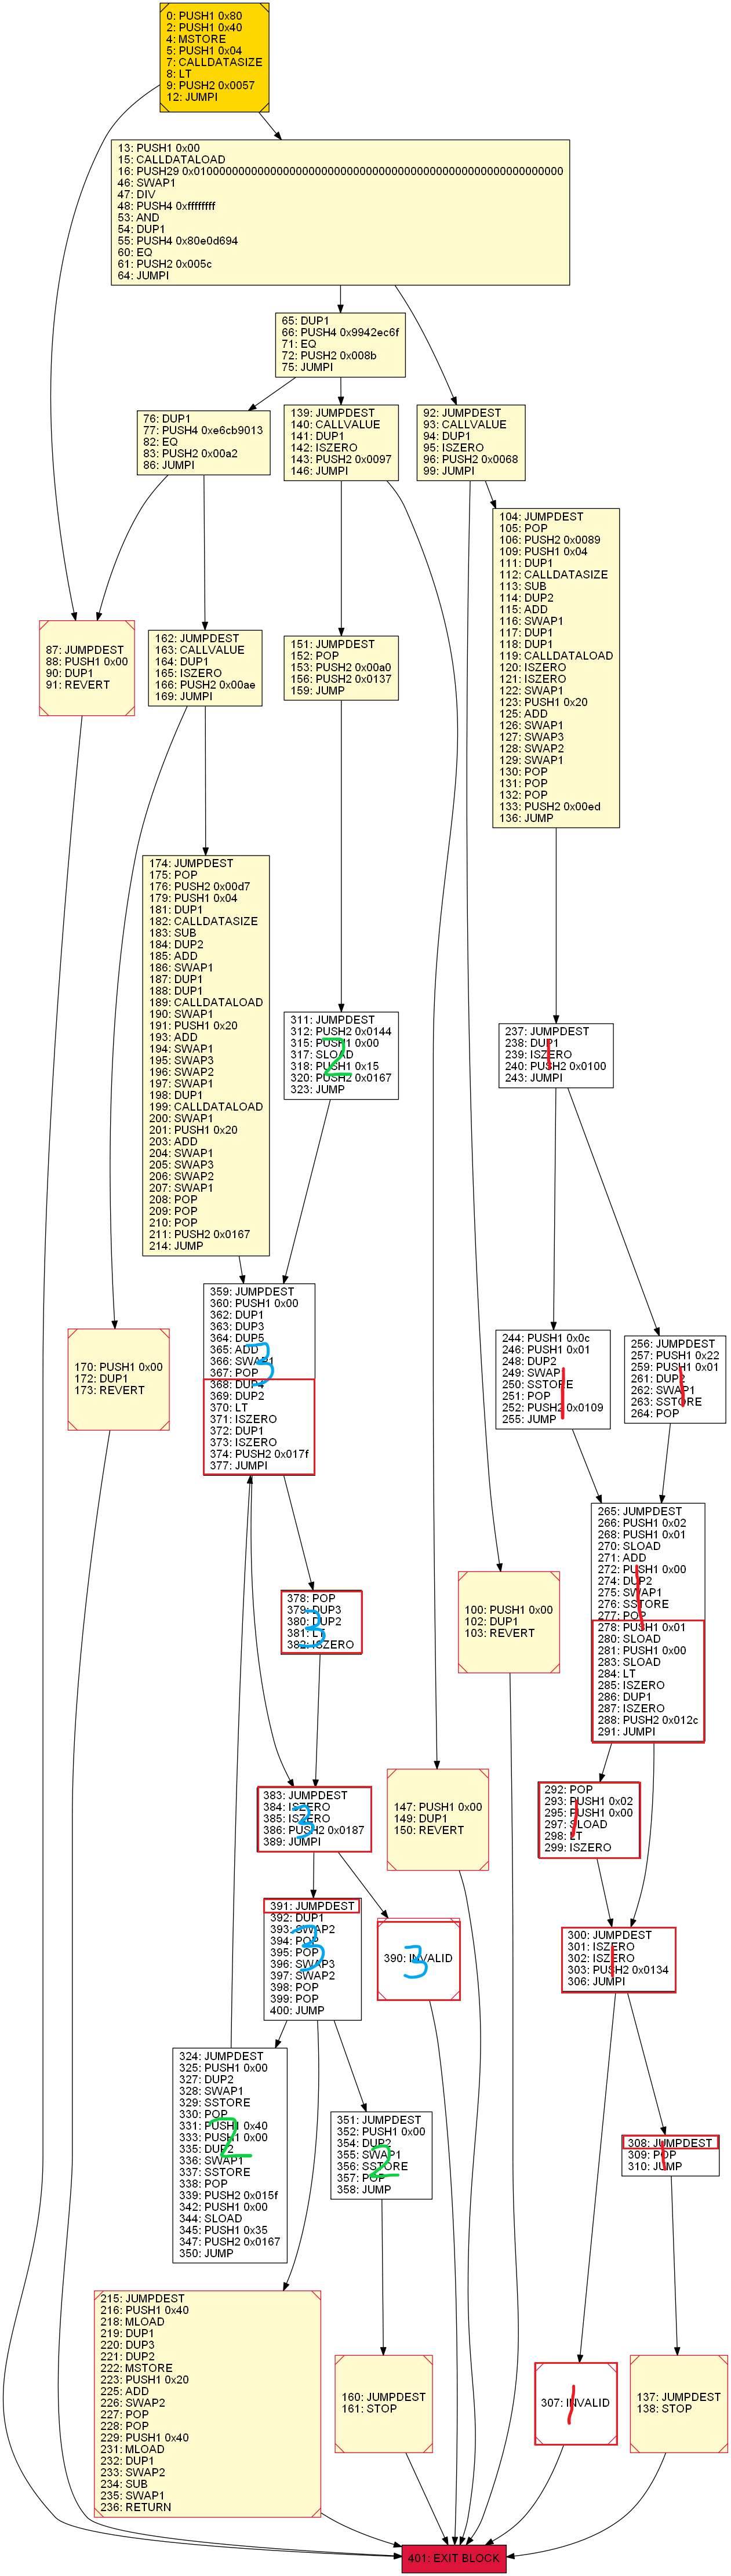 0: PUSH1 0x80
2: PUSH1 0x40
4: MSTORE
5: PUSH1 0x04
7: CALLDATASIZE
8: LT
9: PUSH2 0x0057
12: JUMPI
13: PUSH1 0x00
15: CALLDATALOAD
16: PUSH29 0x0100000000000000000000000000000000000000000000000000000000
46: SWAP1
47: DIV
48: PUSH4 0xffffffff
53: AND
54: DUP1
55: PUSH4 0x80e0d694
60: EQ
61: PUSH2 0x005c
64: JUMPI
65: DUP1
66: PUSH4 0x9942ec6f
71: EQ
72: PUSH2 0x008b
75: JUMPI
76: DUP1
77: PUSH4 0xe6cb9013
82: EQ
83: PUSH2 0x00a2
86: JUMPI
139: JUMPDEST
140: CALLVALUE
141: DUP1
142: ISZERO
143: PUSH2 0x0097
146: JUMPI
92: JUMPDEST
93: CALLVALUE
94: DUP1
95: ISZERO
96: PUSH2 0x0068
99: JUMPI
104: JUMPDEST
105: POP
106: PUSH2 0x0089
109: PUSH1 0x04
111: DUP1
112: CALLDATASIZE
113: SUB
114: DUP2
115: ADD
116: SWAP1
117: DUP1
118: DUP1
119: CALLDATALOAD
120: ISZERO
121: ISZERO
122: SWAP1
123: PUSH1 0x20
125: ADD
126: SWAP1
127: SWAP3
128: SWAP2
129: SWAP1
130: POP
131: POP
132: POP
133: PUSH2 0x00ed
136: JUMP
87: JUMPDEST
88: PUSH1 0x00
90: DUP1
91: REVERT
162: JUMPDEST
163: CALLVALUE
164: DUP1
165: ISZERO
166: PUSH2 0x00ae
169: JUMPI
151: JUMPDEST
152: POP
153: PUSH2 0x00a0
156: PUSH2 0x0137
159: JUMP
174: JUMPDEST
175: POP
176: PUSH2 0x00d7
179: PUSH1 0x04
181: DUP1
182: CALLDATASIZE
183: SUB
184: DUP2
185: ADD
186: SWAP1
187: DUP1
188: DUP1
189: CALLDATALOAD
190: SWAP1
191: PUSH1 0x20
193: ADD
194: SWAP1
195: SWAP3
196: SWAP2
197: SWAP1
198: DUP1
199: CALLDATALOAD
200: SWAP1
201: PUSH1 0x20
203: ADD
204: SWAP1
205: SWAP3
206: SWAP2
207: SWAP1
208: POP
209: POP
210: POP
211: PUSH2 0x0167
214: JUMP
311: JUMPDEST
312: PUSH2 0x0144
315: PUSH1 0x00
317: SLOAD
318: PUSH1 0x15
320: PUSH2 0x0167
323: JUMP
2
237: JUMPDEST
238: DUP1
239: ISZERO
240: PUSH2 0x0100
243: JUMPI
1
359: JUMPDEST
360: PUSH1 0x00
362: DUP1
363: DUP3
364: DUP5
365: ADD
366: SWAP1
367: POP
368: DUP4
369: DUP2
370: LT
371: ISZERO
372: DUP1
373: ISZERO
374: PUSH2 0x017f
377: JUMPI
3
170: PUSH1 0x00
172: DUP1
173: REVERT
244: PUSH1 0x0c
246: PUSH1 0x01
248: DUP2
249: SWAP1
250: SSTORE
251: POP
252: PUSH2 0x0109
255: JUMP
1
256: JUMPDEST
257: PUSH1 0x22
259: PUSH1 0x01
261: DUP2
262: SWAP1
263: SSTORE
264: POP
1
265: JUMPDEST
266: PUSH1 0x02
268: PUSH1 0x01
270: SLOAD
271: ADD
272: PUSH1 0x00
274: DUP2
275: SWAP1
276: SSTORE
277: POP
278: PUSH1 0x01
280: SLOAD
281: PUSH1 0x00
283: SLOAD
284: LT
285: ISZERO
286: DUP1
287: ISZERO
288: PUSH2 0x012c
291: JUMPI
1
378: POP
379: DUP3
380: DUP2
381: LT
382: ISZERO
3
100: PUSH1 0x00
102: DUP1
103: REVERT
383: JUMPDEST
384: ISZERO
385: ISZERO
386: PUSH2 0x0187
389: JUMPI
3
147: PUSH1 0x00
149: DUP1
150: REVERT
292: POP
293: PUSH1 0x02
295: PUSH1 0x00
297: SLOAD
298: LT
299: ISZERO
1
391: JUMPDEST
392: DUP1
393: SWAP2
394: POP
395: POP
396: SWAP3
397: SWAP2
398: POP
399: POP
400: JUMP
3
390: INVALID
3
300: JUMPDEST
301: ISZERO
302: ISZERO
303: PUSH2 0x0134
306: JUMPI
1
324: JUMPDEST
325: PUSH1 0x00
327: DUP2
328: SWAP1
329: SSTORE
330: POP
331: PUSH1 0x40
333: PUSH1 0x00
335: DUP2
336: SWAP1
337: SSTORE
338: POP
339: PUSH2 0x015f
342: PUSH1 0x00
344: SLOAD
345: PUSH1 0x35
347: PUSH2 0x0167
350: JUMP
2
351: JUMPDEST
352: PUSH1 0x00
354: DUP2
355: SWAP1
356: SSTORE
357: POP
358: JUMP
2
308: JUMPDEST
309: POP
310: JUMP
1
215: JUMPDEST
216: PUSH1 0x40
218: MLOAD
219: DUP1
220: DUP3
221: DUP2
222: MSTORE
223: PUSH1 0x20
225: ADD
226: SWAP2
227: POP
228: POP
229: PUSH1 0x40
231: MLOAD
232: DUP1
233: SWAP2
234: SUB
235: SWAP1
236: RETURN
160: JUMPDEST
161: STOP
307: INVALID
1
137: JUMPDEST
138: STOP
401: EXIT BLOCK